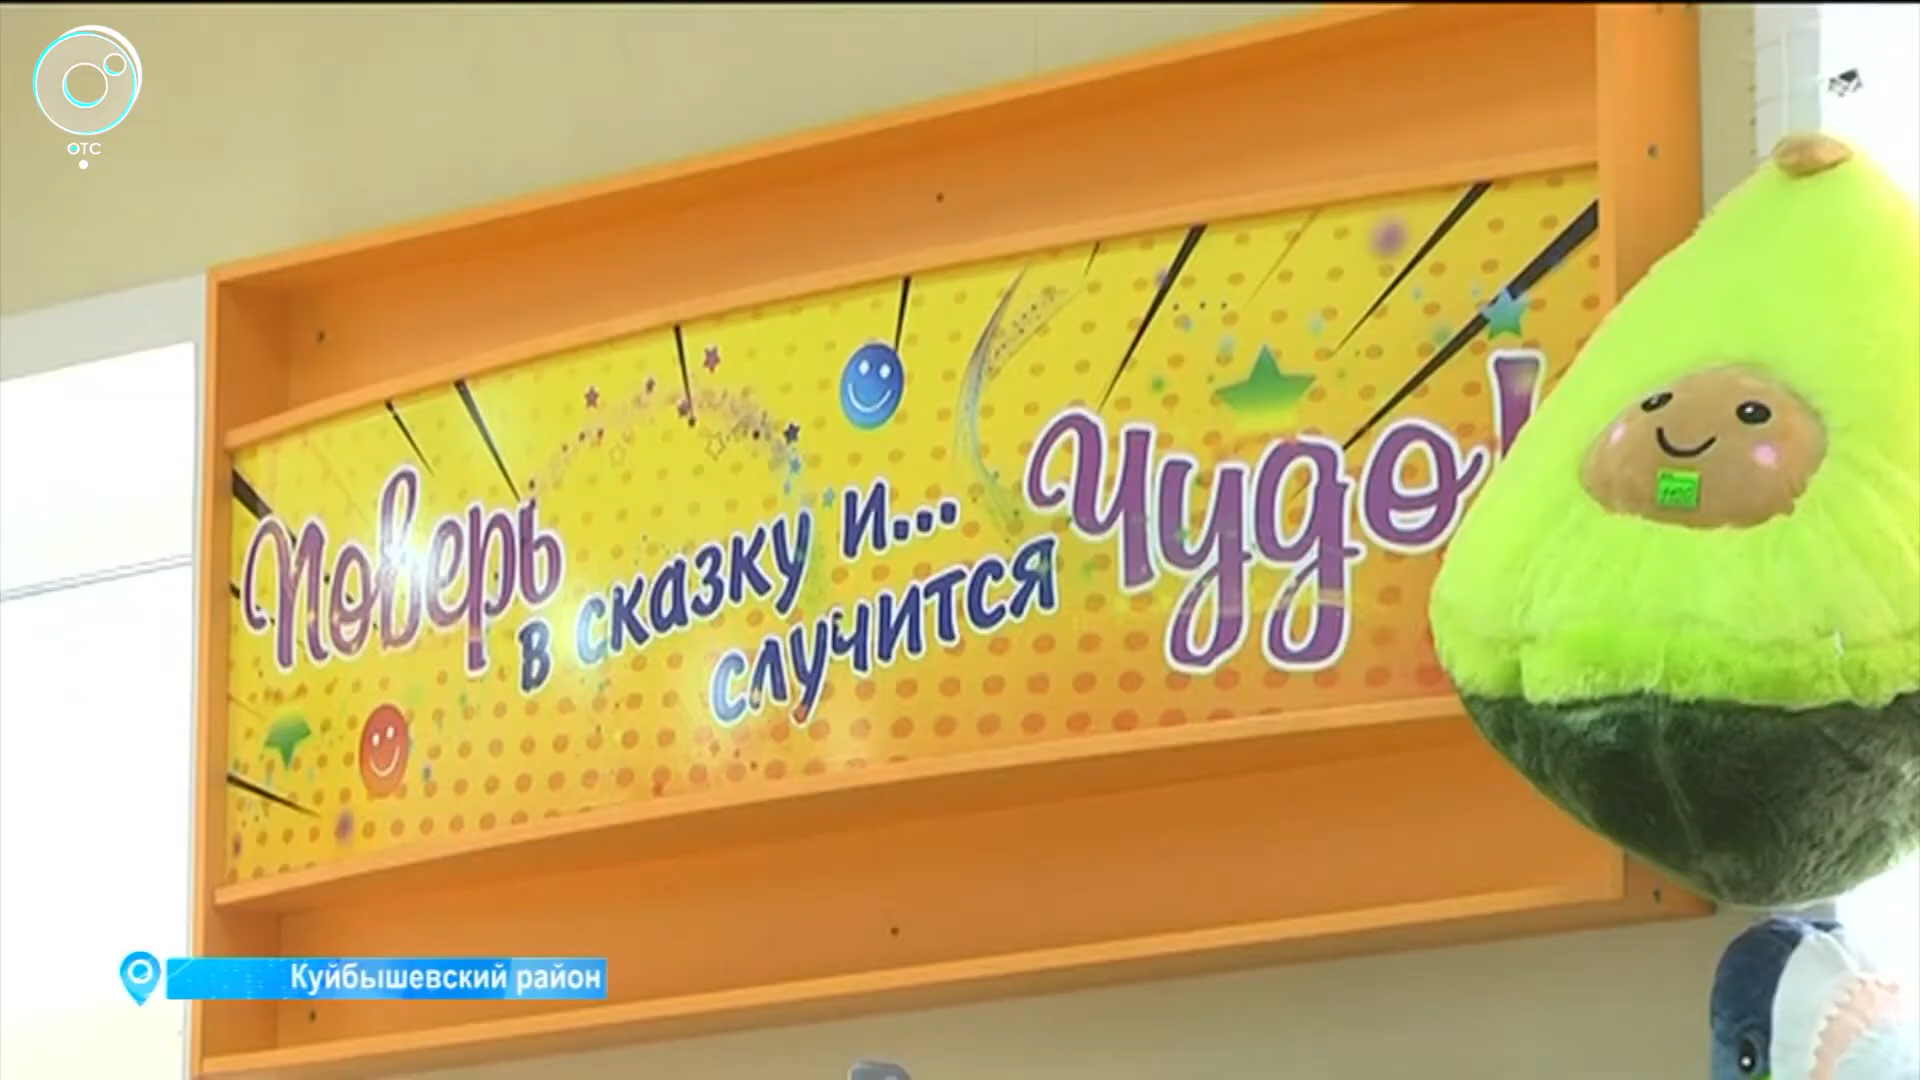 ОТС
Поверь
в сказку и...
случится
Чудо!
Куйбышевский район